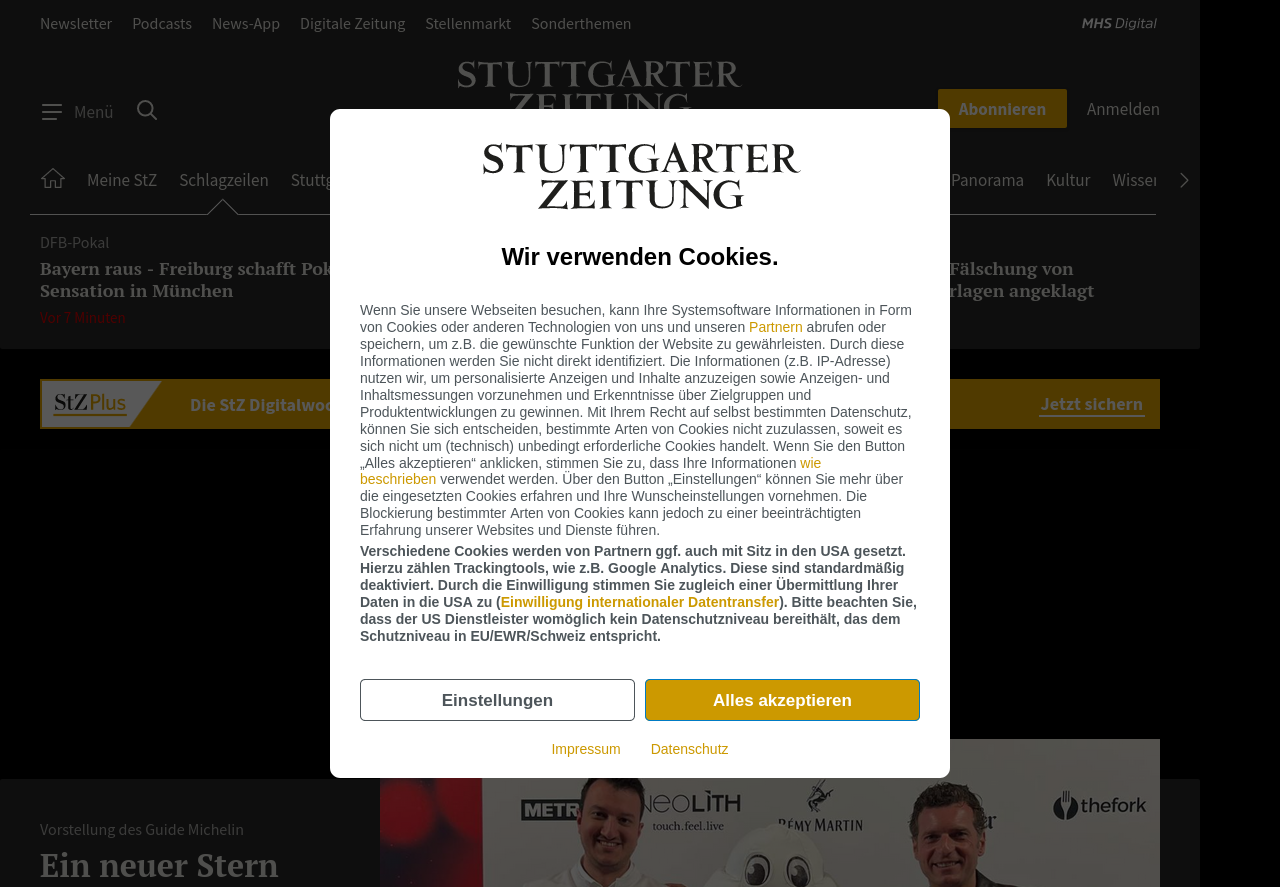 Newsletter Podcasts News-App Digitale Zeitung Stellenmarkt Sonderthemen MHS Digital
STUTTGARTER
ZEITUNG
Menü Abonnieren Anmelden
Meine StZ Schlagzeilen Panorama Kultur
DFB-Pokal
Bayern raus - Freiburg schafft
Sensation in München
Vor 7 Minuten
Fälschung von
angeklagt
StZ Plus Die StZ Jetzt sichern
STUTTGARTER
ZEITUNG
Wir verwenden Cookies.
Wenn Sie unsere Webseiten besuchen, kann Ihre Systemsoftware Informationen in Form
von Cookies oder anderen Technologien von uns und unseren Partnern abrufen oder
speichern, um z.B. die gewünschte Funktion der Website zu gewährleisten. Durch diese
Informationen werden Sie nicht direkt identifiziert. Die Informationen (z.B. IP-Adresse)
nutzen wir, um personalisierte Anzeigen und Inhalte anzuzeigen sowie Anzeigen- und
Inhaltsmessungen vorzunehmen und Erkenntnisse über Zielgruppen und
Produktentwicklungen zu gewinnen. Mit Ihrem Recht auf selbst bestimmten Datenschutz,
können Sie sich entscheiden, bestimmte Arten von Cookies nicht zuzulassen, soweit es
sich nicht um (technisch) unbedingt erforderliche Cookies handelt. Wenn Sie den Button
„Alles akzeptieren“ anklicken, stimmen Sie zu, dass Ihre Informationen wie
beschrieben verwendet werden. Über den Button „Einstellungen“ können Sie mehr über
die eingesetzten Cookies erfahren und Ihre Wunscheinstellungen vornehmen. Die
Blockierung bestimmter Arten von Cookies kann jedoch zu einer beeinträchtigten
Erfahrung unserer Websites und Dienste führen.
Verschiedene Cookies werden von Partnern ggf. auch mit Sitz in den USA gesetzt.
Hierzu zählen Trackingtools, wie z.B. Google Analytics. Diese sind standardmäßig
deaktiviert. Durch die Einwilligung stimmen Sie zugleich einer Übermittlung Ihrer
Daten in die USA zu (Einwilligung internationaler Datentransfer). Bitte beachten Sie,
dass der US Dienstleister womöglich kein Datenschutzniveau bereithält, das dem
Schutzniveau in EU/EWR/Schweiz entspricht.
Einstellungen Alles akzeptieren
Impressum Datenschutz
METR NEOLITH RÉMY MARTIN thefork
touch.feel.live
Vorstellung des Guide Michelin
Ein neuer Stern